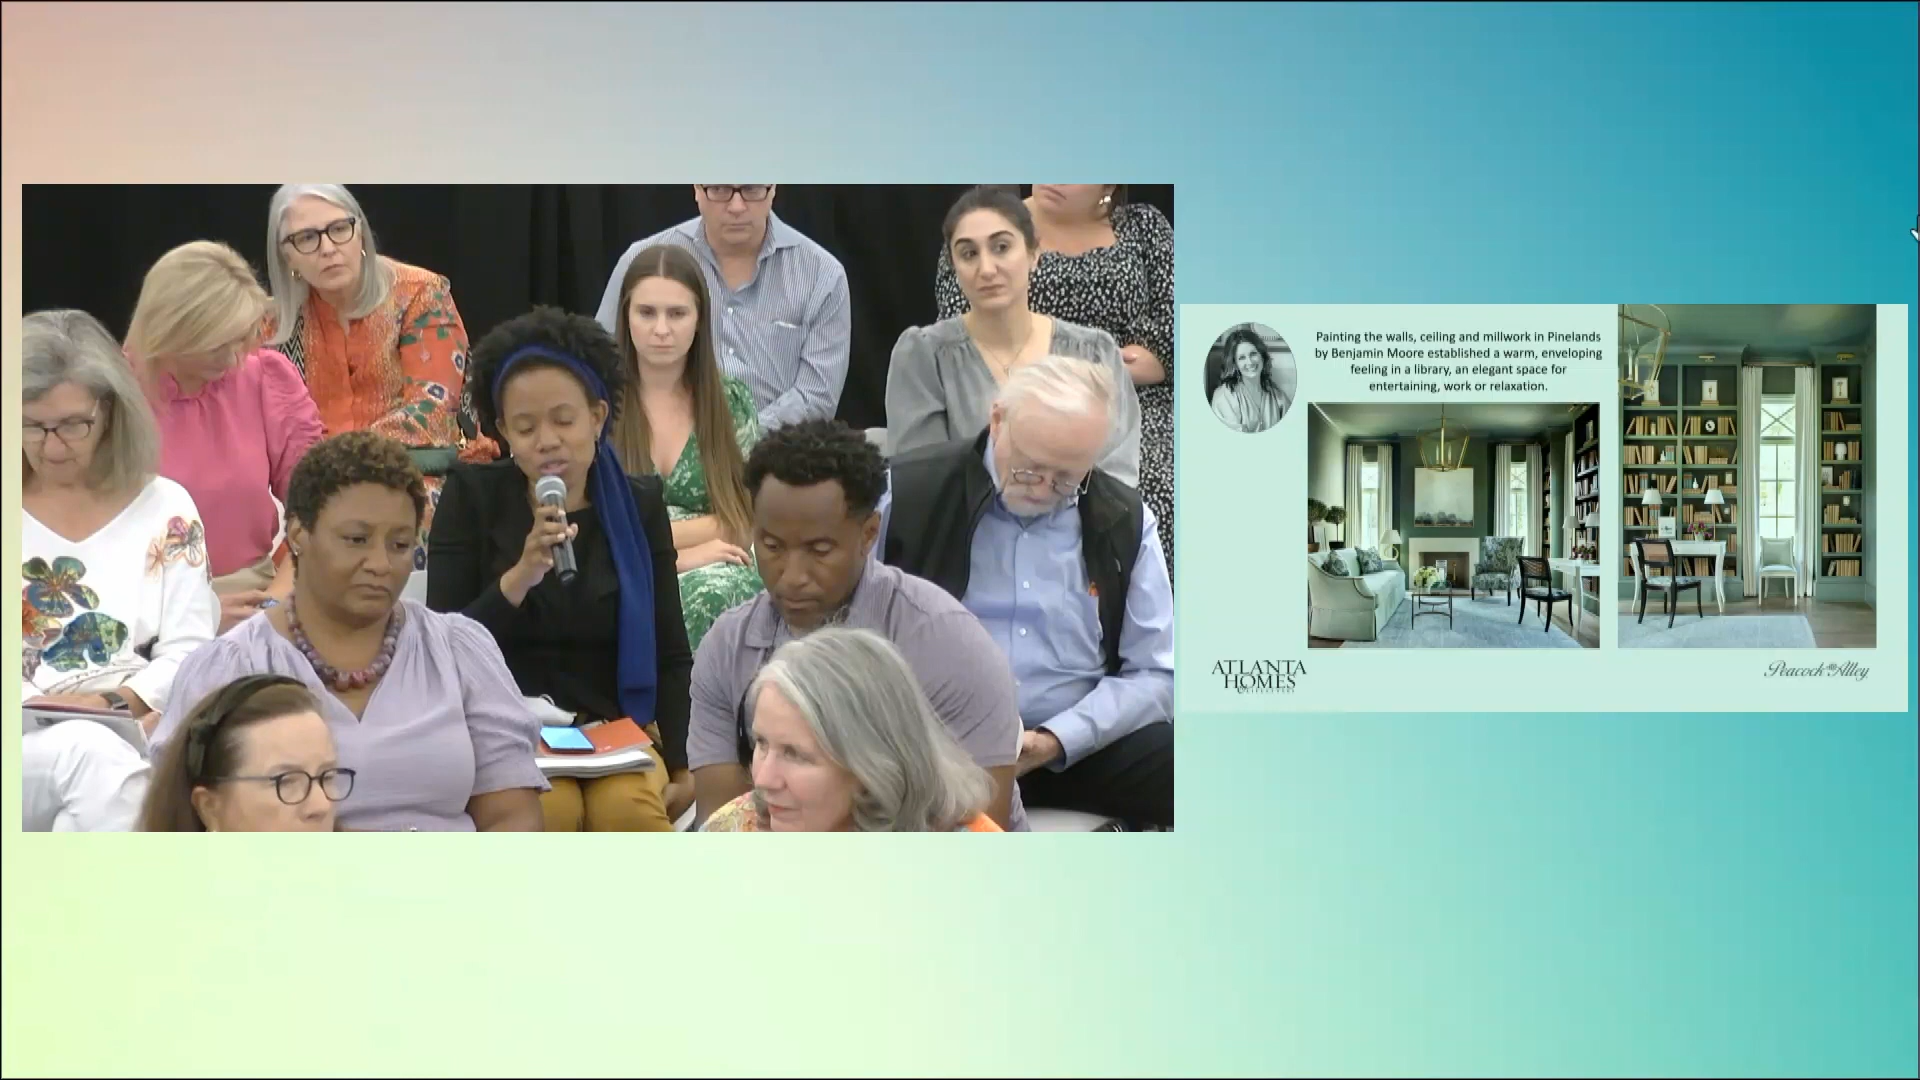 Painting the walls, ceiling and millwork in Pinelands
by Benjamin Moore established a warm, enveloping
feeling in a library, an elegant space for
entertaining, work or relaxation.
ATLANTA
HOMES
& LIFESTYLES
Peacock Alley